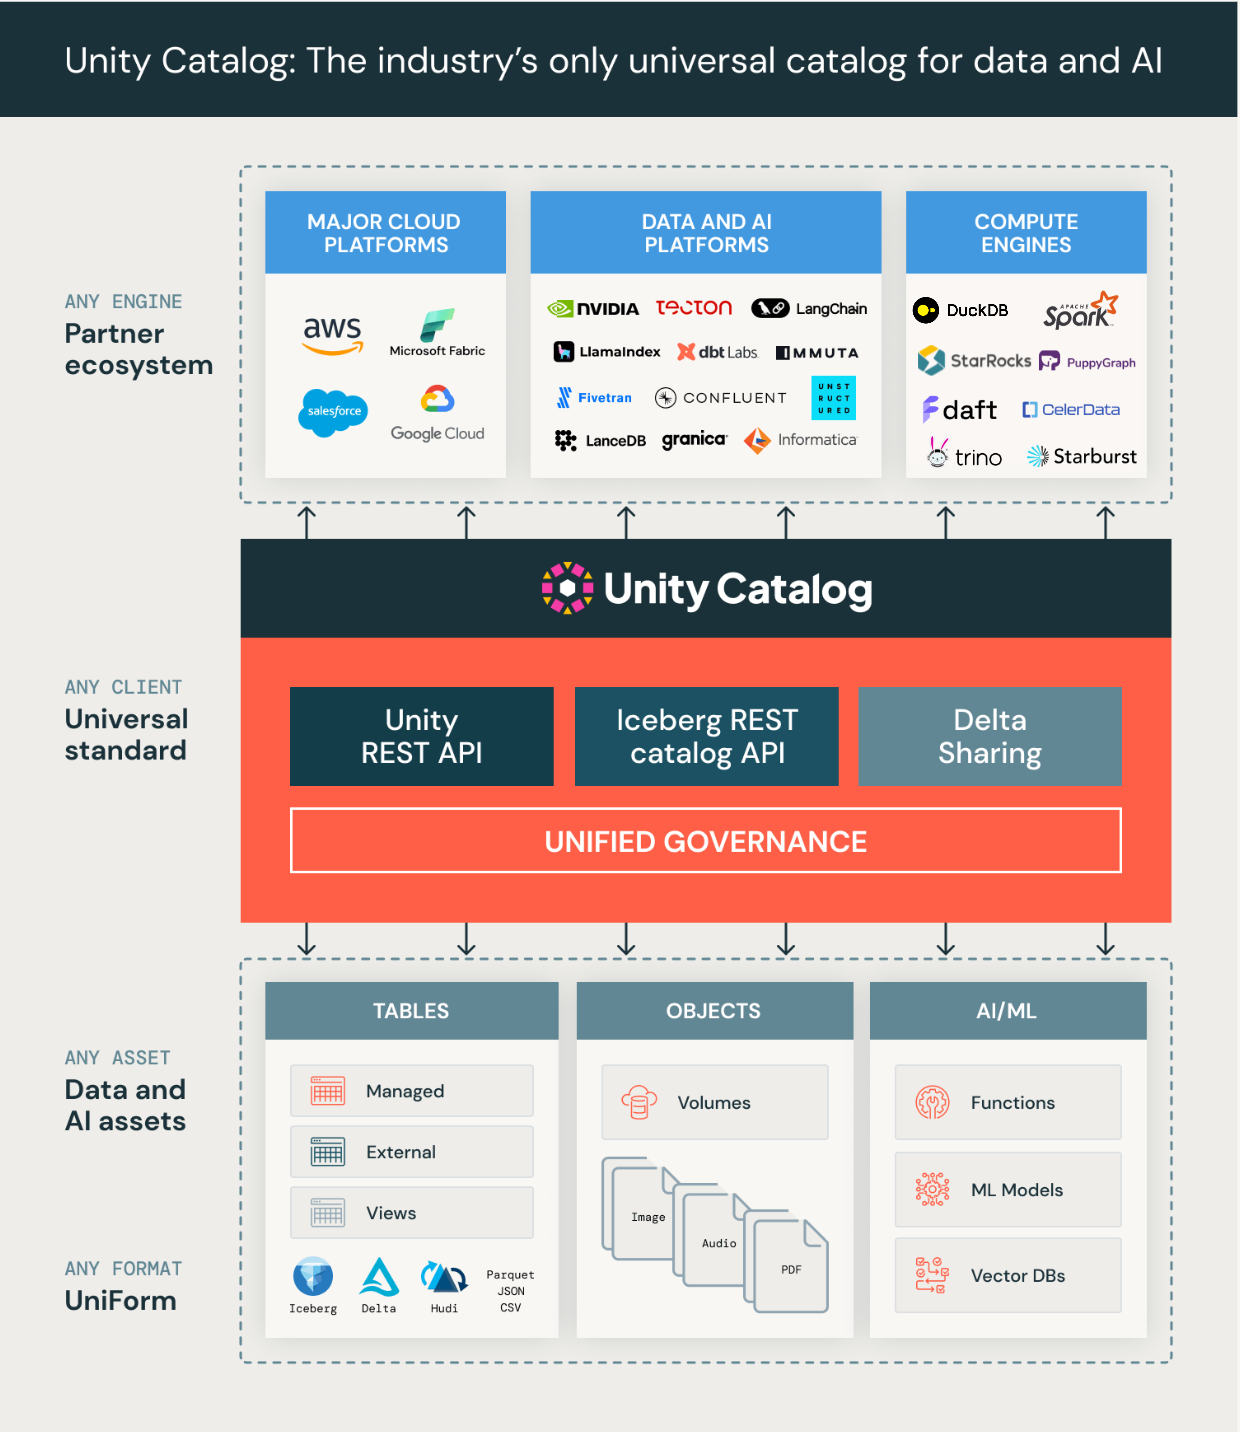 Unity Catalog: The industry's only universal catalog for data and AI
ANY ENGINE
Partner
ecosystem
MAJOR CLOUD
PLATFORMS
aws
Microsoft Fabric
salesforce
Google Cloud
DATA AND AI
PLATFORMS
NVIDIA TECTON LangChain
LlamaIndex dbt Labs IMMUTA
Fivetran CONFLUENT
UNST
RUCT
URED
LanceDB granica Informatica
COMPUTE
ENGINES
DuckDB APACHE Spark
StarRocks PuppyGraph
daft CelerData
trino Starburst
Unity Catalog
ANY CLIENT
Universal
standard
Unity
REST API
Iceberg REST
catalog API
Delta
Sharing
UNIFIED GOVERNANCE
ANY ASSET
Data and
AI assets
ANY FORMAT
UniForm
TABLES
Managed
External
Views
Iceberg
Delta
Hudi
Parquet
JSON
CSV
OBJECTS
Volumes
Image
Audio
PDF
AI/ML
Functions
ML Models
Vector DBs